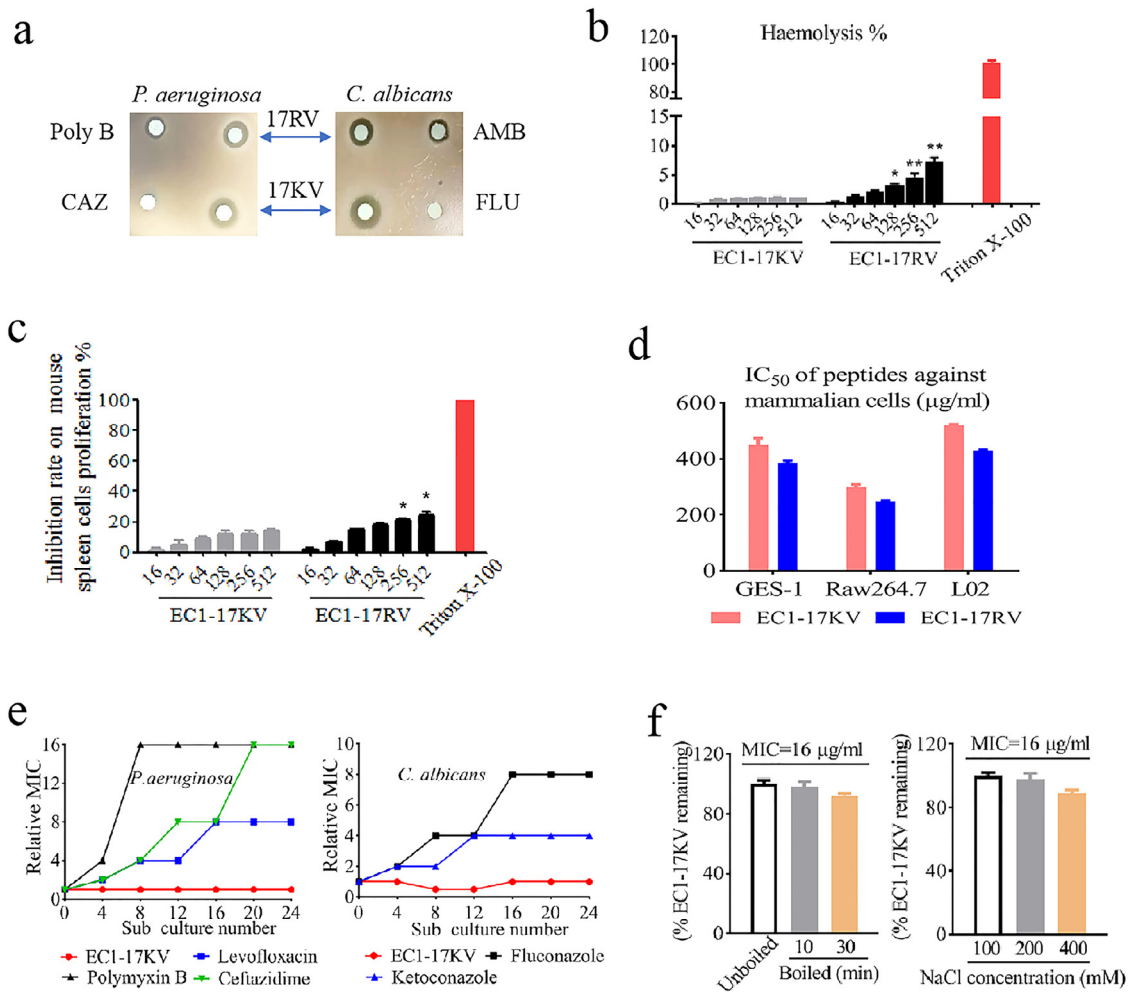 a
P. aeruginosa
C. albicans
Poly B
17RV
AMB
CAZ
17KV
FLU
b
Haemolysis %
120
100
80
15
10
5
0
* ** **
16 32 64 128 256 512
16 32 64 128 256 512
EC1-17KV
EC1-17RV
Triton X-100
c
Inhibition rate on mouse
spleen cells proliferation %
100
80
60
40
20
0
* *
16 32 64 128 256 512
16 32 64 128 256 512
EC1-17KV
EC1-17RV
Triton X-100
d
IC50 of peptides against
mammalian cells (μg/ml)
600
400
200
0
GES-1 Raw264.7 L02
EC1-17KV EC1-17RV
e
Relative MIC
16
12
8
4
1
0
P.aeruginosa
0 4 8 12 16 20 24
Sub culture number
EC1-17KV Levofloxacin
Polymyxin B Ceftazidime
Relative MIC
10
8
6
4
2
1
0
C. albicans
0 4 8 12 16 20 24
Sub culture number
EC1-17KV Fluconazole
Ketoconazole
f
(% EC1-17KV remaining)
MIC=16 μg/ml
120
80
40
0
Unboiled
10 30
Boiled (min)
(% EC1-17KV remaining)
MIC=16 μg/ml
120
80
40
0
100 200 400
NaCl concentration (mM)